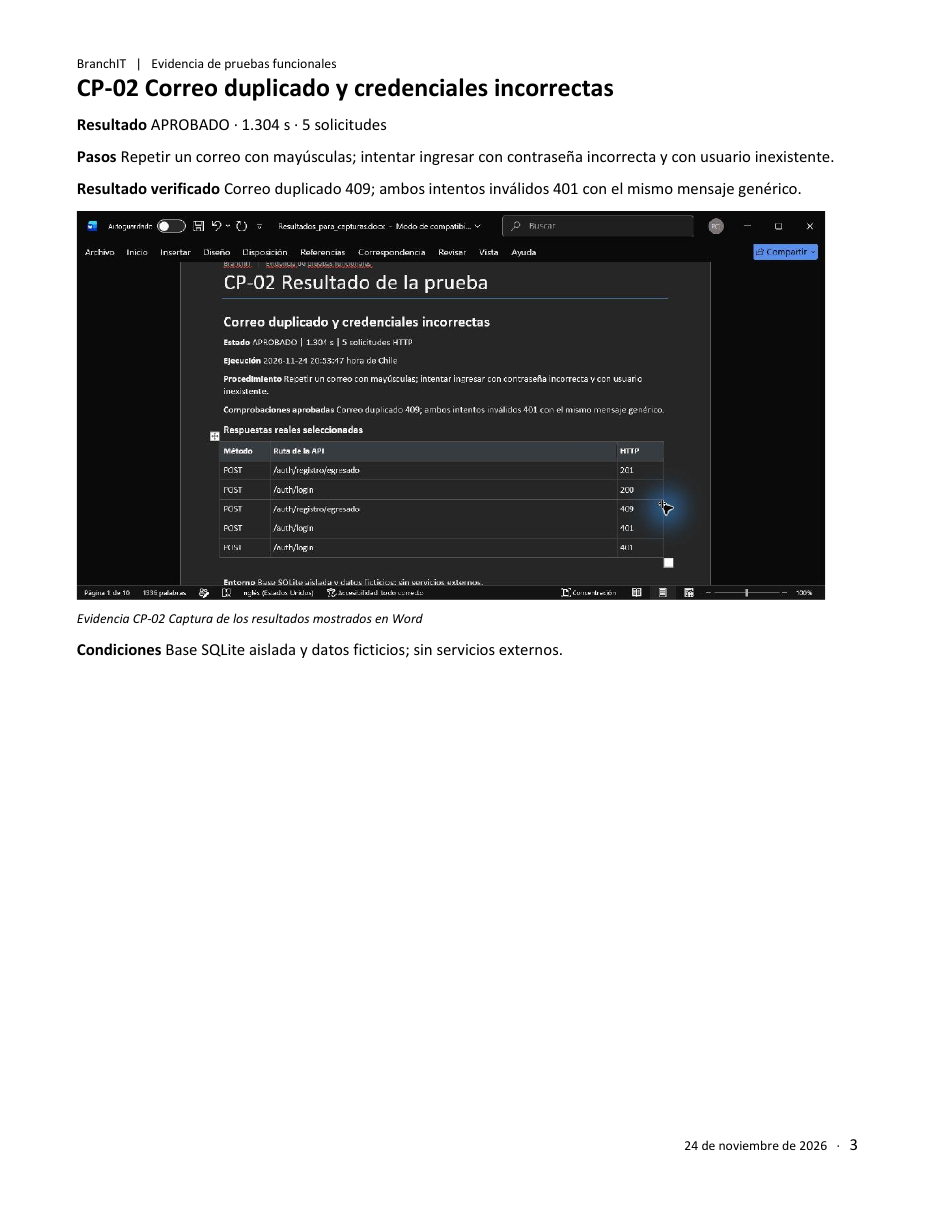 BranchIT | Evidencia de pruebas funcionales
CP-02 Correo duplicado y credenciales incorrectas
Resultado APROBADO · 1.304 s · 5 solicitudes
Pasos Repetir un correo con mayúsculas; intentar ingresar con contraseña incorrecta y con usuario inexistente.
Resultado verificado Correo duplicado 409; ambos intentos inválidos 401 con el mismo mensaje genérico.
Autoguardado Resultados_para_capturas.docx - Modo de compatibi... Buscar
Archivo Inicio Insertar Diseño Disposición Referencias Correspondencia Revisar Vista Ayuda Compartir
BranchIT | Evidencia de pruebas funcionales
CP-02 Resultado de la prueba
Correo duplicado y credenciales incorrectas
Estado APROBADO | 1.304 s | 5 solicitudes HTTP
Ejecución 2026-11-24 20:53:47 hora de Chile
Procedimiento Repetir un correo con mayúsculas; intentar ingresar con contraseña incorrecta y con usuario
inexistente.
Comprobaciones aprobadas Correo duplicado 409; ambos intentos inválidos 401 con el mismo mensaje genérico.
Respuestas reales seleccionadas
Método Ruta de la API HTTP
POST /auth/registro/egresado 201
POST /auth/login 200
POST /auth/registro/egresado 409
POST /auth/login 401
POST /auth/login 401
Entorno Base SQLite aislada y datos ficticios; sin servicios externos.
Página 1 de 10 1336 palabras Inglés (Estados Unidos) Accesibilidad: todo correcto Concentración 100%
Evidencia CP-02 Captura de los resultados mostrados en Word
Condiciones Base SQLite aislada y datos ficticios; sin servicios externos.
24 de noviembre de 2026 · 3